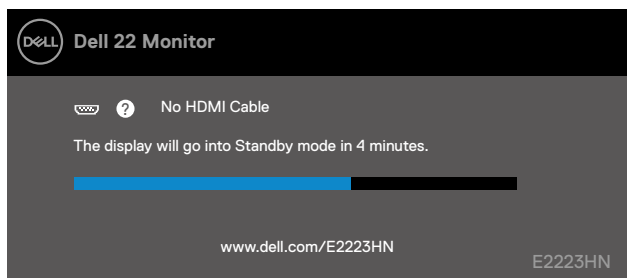 DELL Dell 22 Monitor
? No HDMI Cable
The display will go into Standby mode in 4 minutes.
www.dell.com/E2223HN
E2223HN